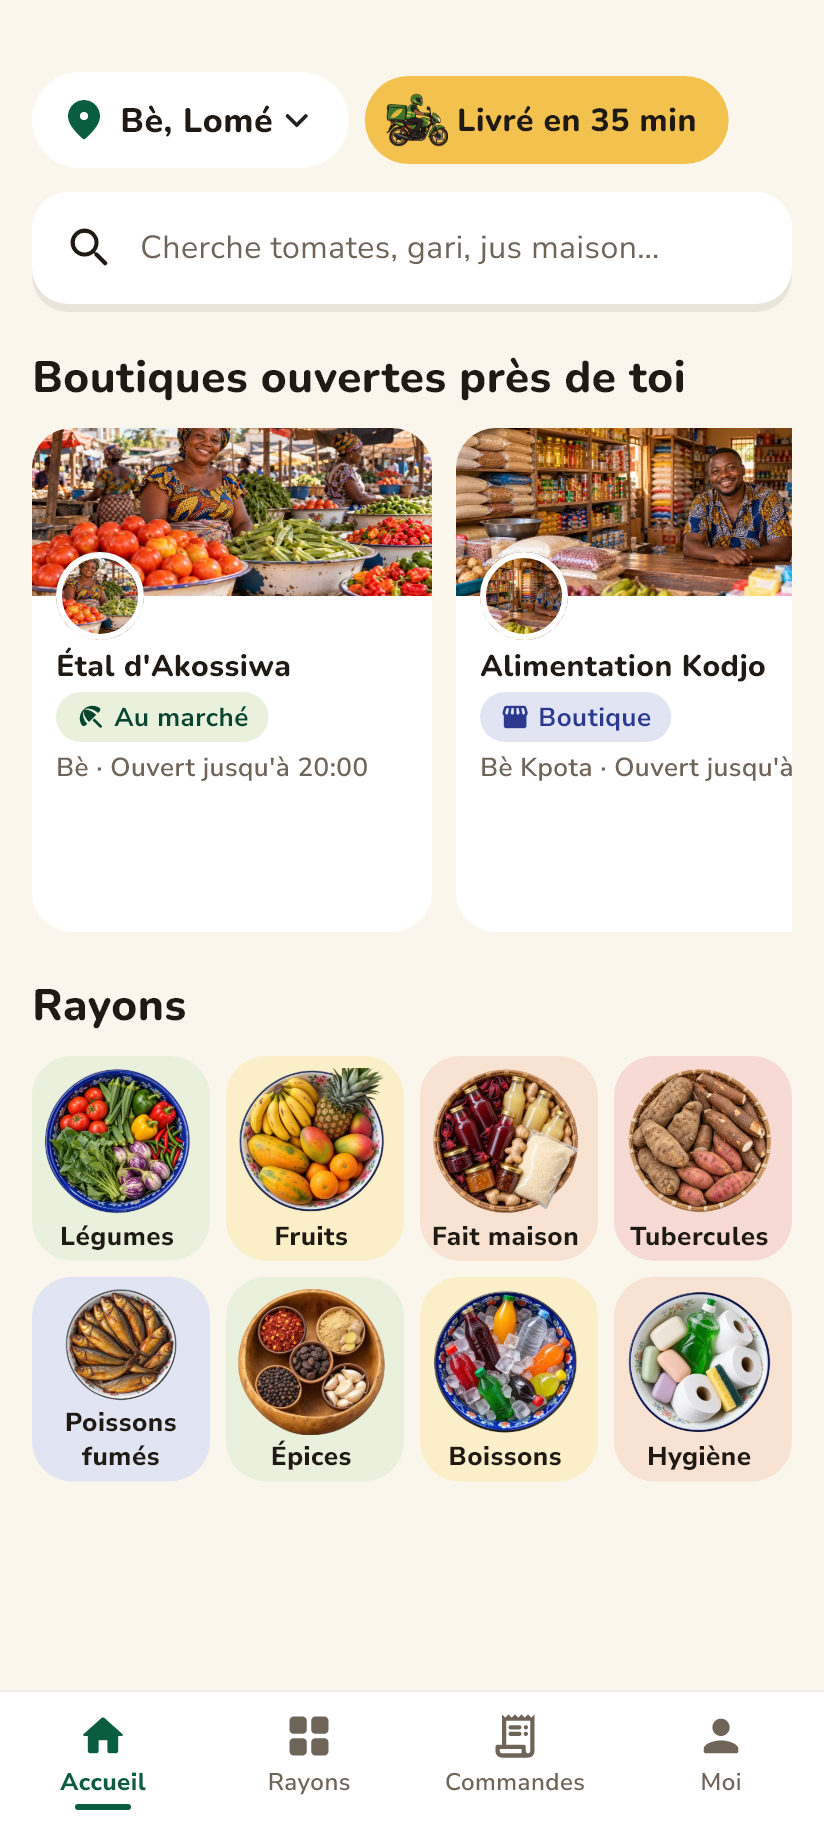 Bè, Lomé
Livré en 35 min
Cherche tomates, gari, jus maison...
Boutiques ouvertes près de toi
Étal d'Akossiwa
Au marché
Bè · Ouvert jusqu'à 20:00
Alimentation Kodjo
Boutique
Bè Kpota · Ouvert jusqu'à
Rayons
Légumes
Fruits
Fait maison
Tubercules
Poissons
fumés
Épices
Boissons
Hygiène
Accueil
Rayons
Commandes
Moi